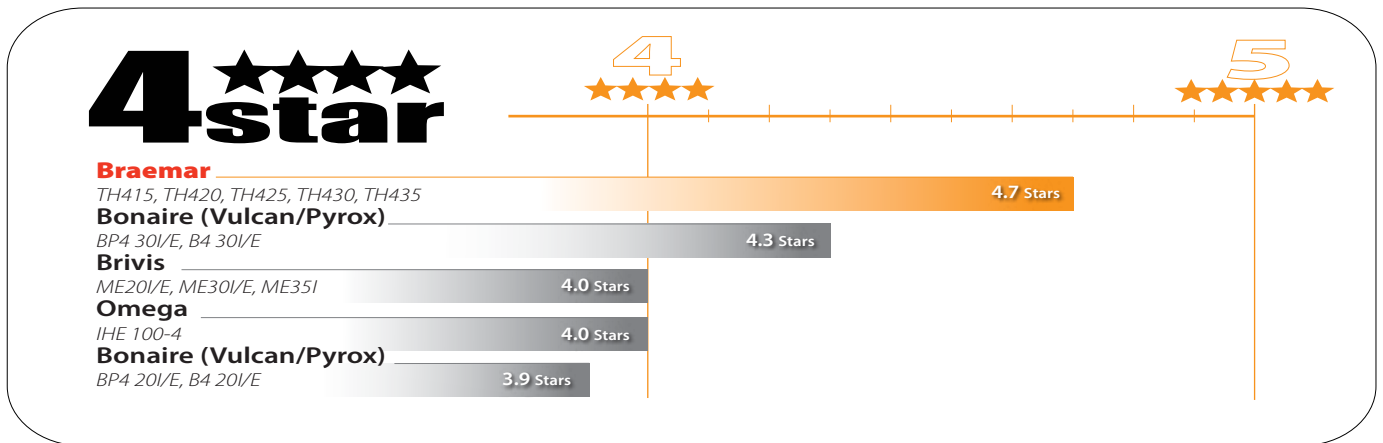 4star
4
5
Braemar
TH415, TH420, TH425, TH430, TH435
4.7 Stars
Bonaire (Vulcan/Pyrox)
BP4 30I/E, B4 30I/E
4.3 Stars
Brivis
ME20I/E, ME30I/E, ME35I
4.0 Stars
Omega
IHE 100-4
4.0 Stars
Bonaire (Vulcan/Pyrox)
BP4 20I/E, B4 20I/E
3.9 Stars